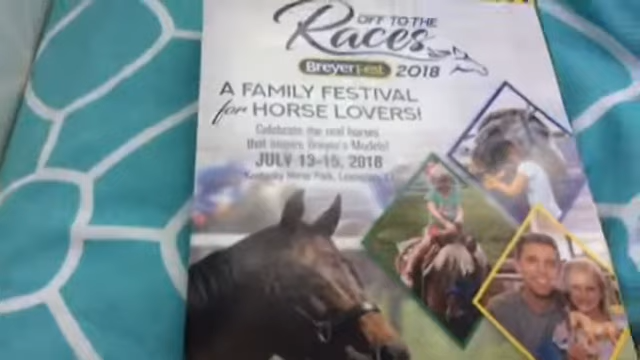 OFF TO THE
Races
BreyerFest 2018
A FAMILY FESTIVAL
for HORSE LOVERS!
Celebrate the real horses
that inspire Breyer's Models!
JULY 13-15, 2018
Kentucky Horse Park, Lexington, KY